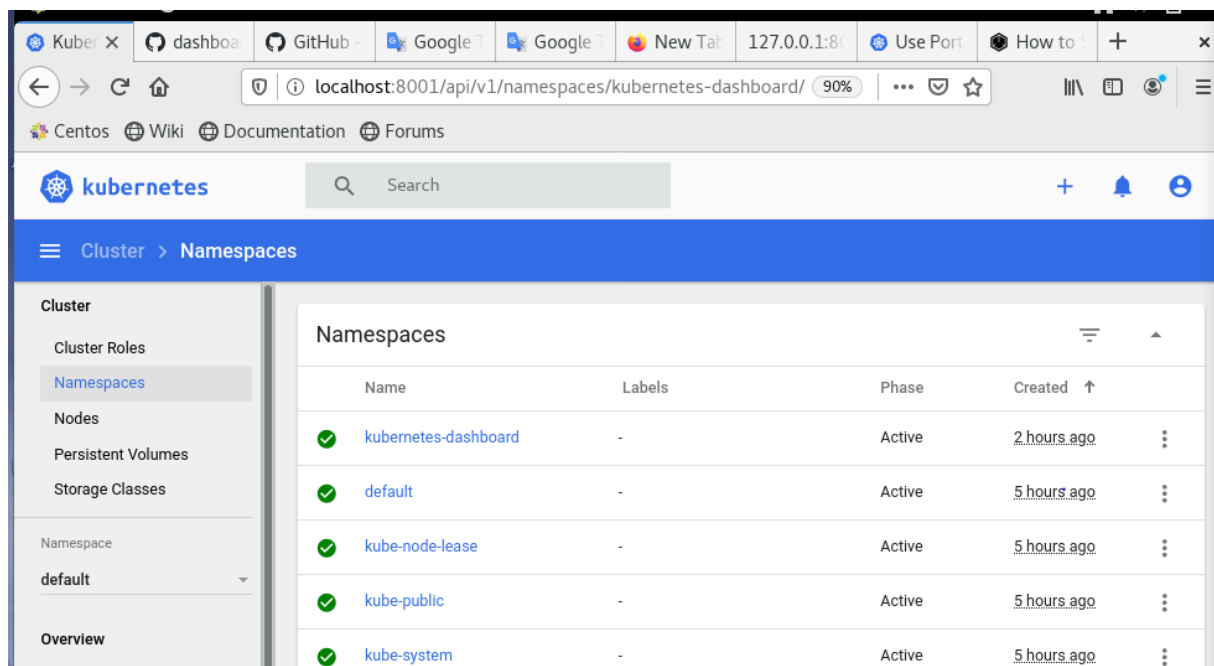 Kuber dashboa GitHub - Google T Google T New Tab 127.0.0.1:80 Use Port How to S
localhost:8001/api/v1/namespaces/kubernetes-dashboard/ 90%
Centos Wiki Documentation Forums
kubernetes Search
Cluster > Namespaces
Cluster
Cluster Roles
Namespaces
Nodes
Persistent Volumes
Storage Classes
Namespace
default
Overview
Namespaces
Name Labels Phase Created
kubernetes-dashboard - Active 2 hours ago
default - Active 5 hours ago
kube-node-lease - Active 5 hours ago
kube-public - Active 5 hours ago
kube-system - Active 5 hours ago